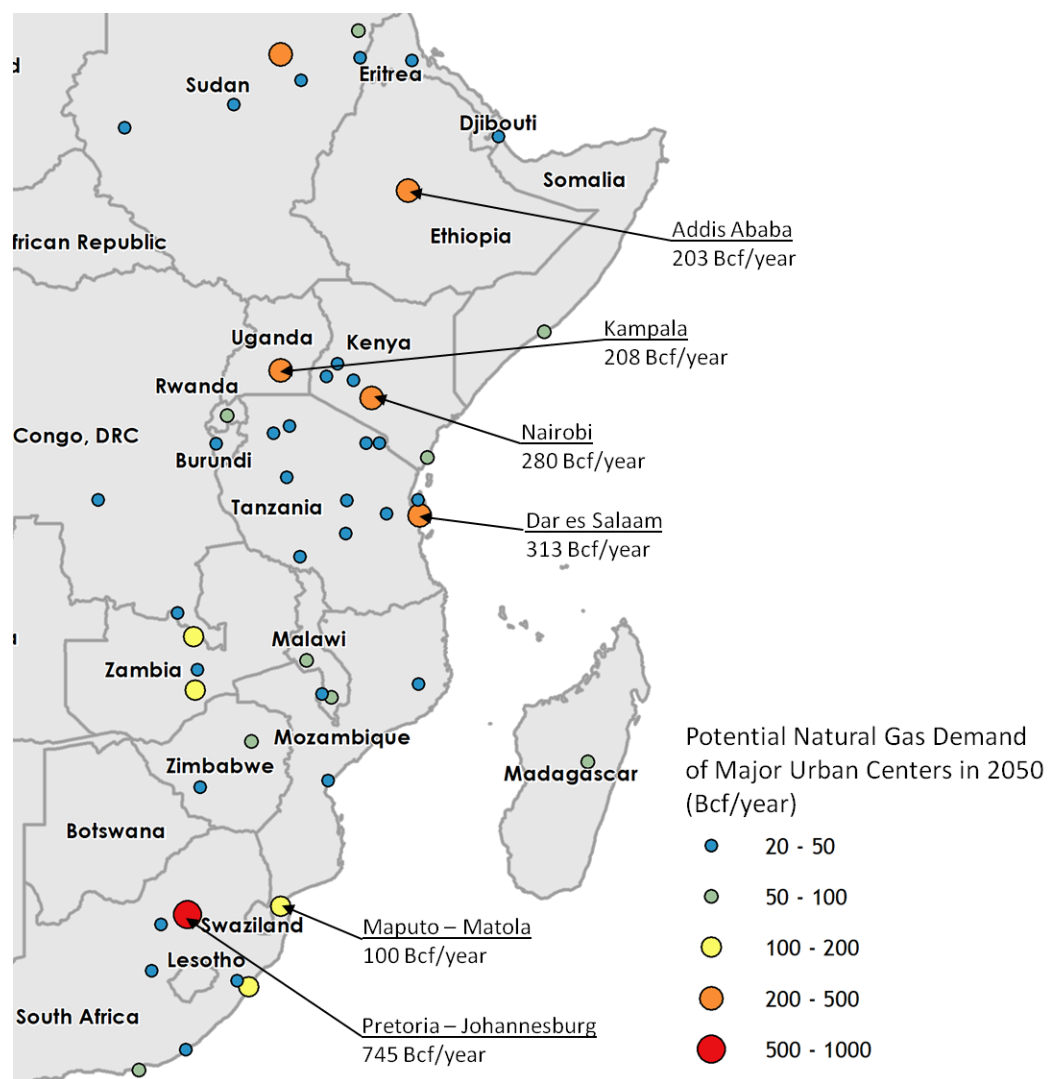 d
Sudan
Eritrea
Djibouti
Somalia
frican Republic
Ethiopia
Addis Ababa
203 Bcf/year
Uganda
Kenya
Kampala
208 Bcf/year
Rwanda
Congo, DRC
Burundi
Nairobi
280 Bcf/year
Tanzania
Dar es Salaam
313 Bcf/year
Malawi
Zambia
Mozambique
Zimbabwe
Madagascar
Botswana
Potential Natural Gas Demand
of Major Urban Centers in 2050
(Bcf/year)
20 - 50
50 - 100
100 - 200
200 - 500
500 - 1000
Swaziland
Maputo – Matola
100 Bcf/year
Lesotho
South Africa
Pretoria – Johannesburg
745 Bcf/year